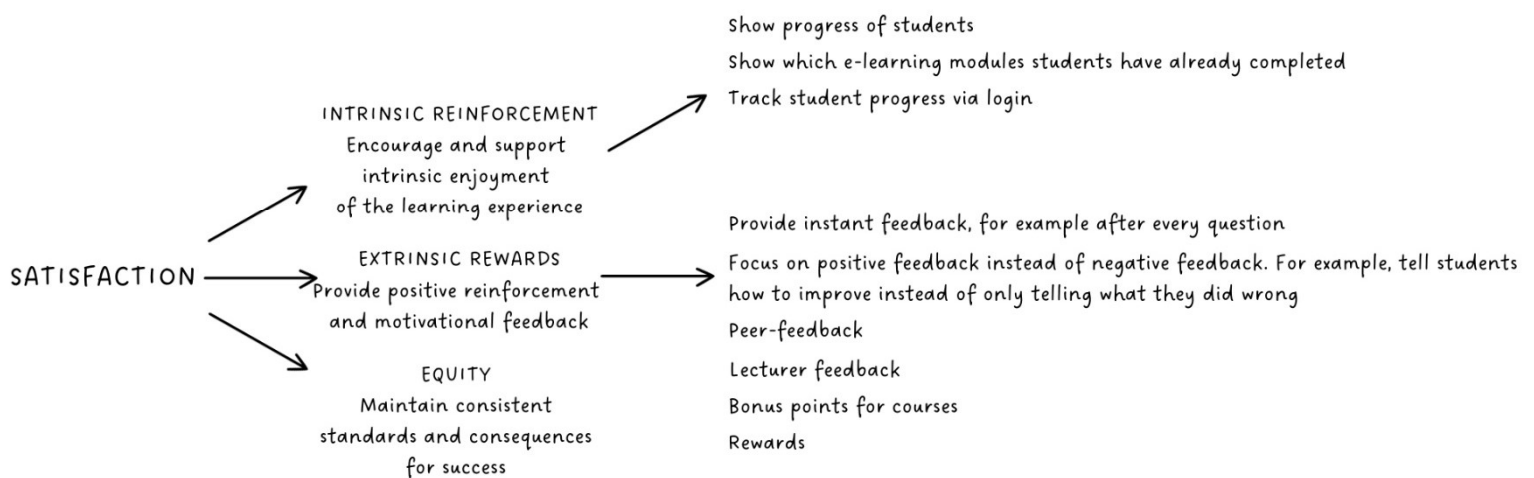 SATISFACTION
INTRINSIC REINFORCEMENT
Encourage and support
intrinsic enjoyment
of the learning experience
Show progress of students
Show which e-learning modules students have already completed
Track student progress via login
EXTRINSIC REWARDS
Provide positive reinforcement
and motivational feedback
Provide instant feedback, for example after every question
Focus on positive feedback instead of negative feedback. For example, tell students
how to improve instead of only telling what they did wrong
Peer-feedback
Lecturer feedback
Bonus points for courses
Rewards
EQUITY
Maintain consistent
standards and consequences
for success